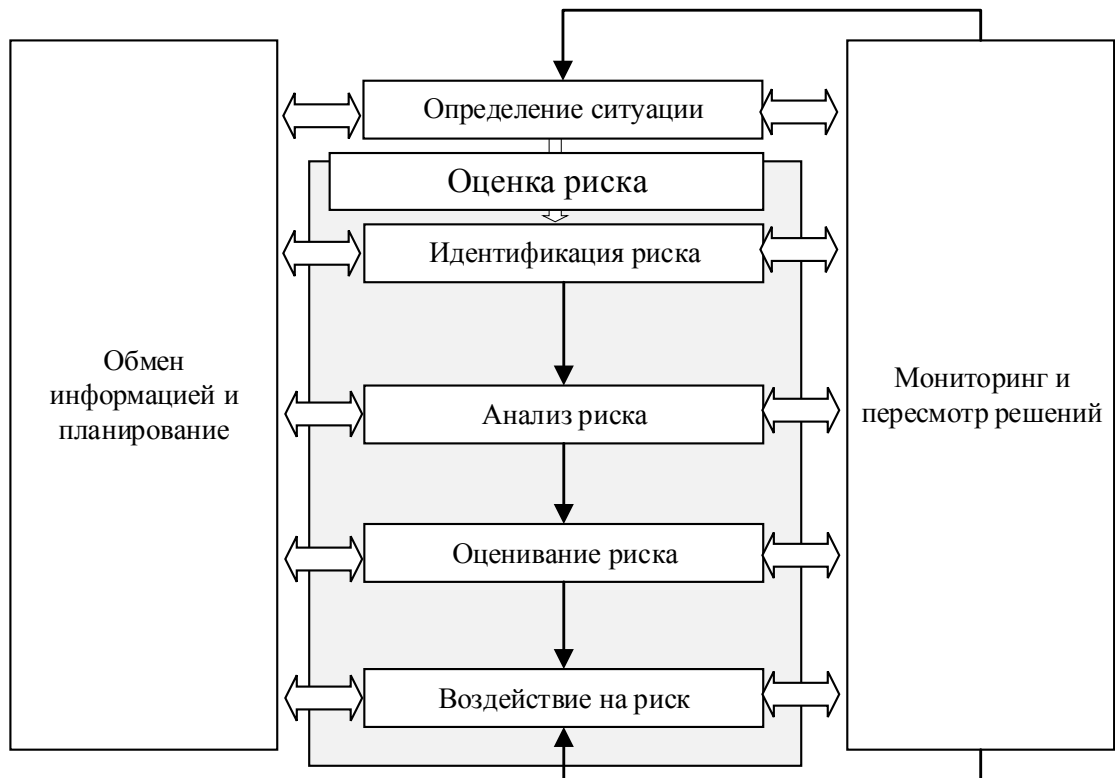 Определение ситуации
Оценка риска
Идентификация риска
Обмен
информацией и
планирование
Анализ риска
Мониторинг и
пересмотр решений
Оценивание риска
Воздействие на риск